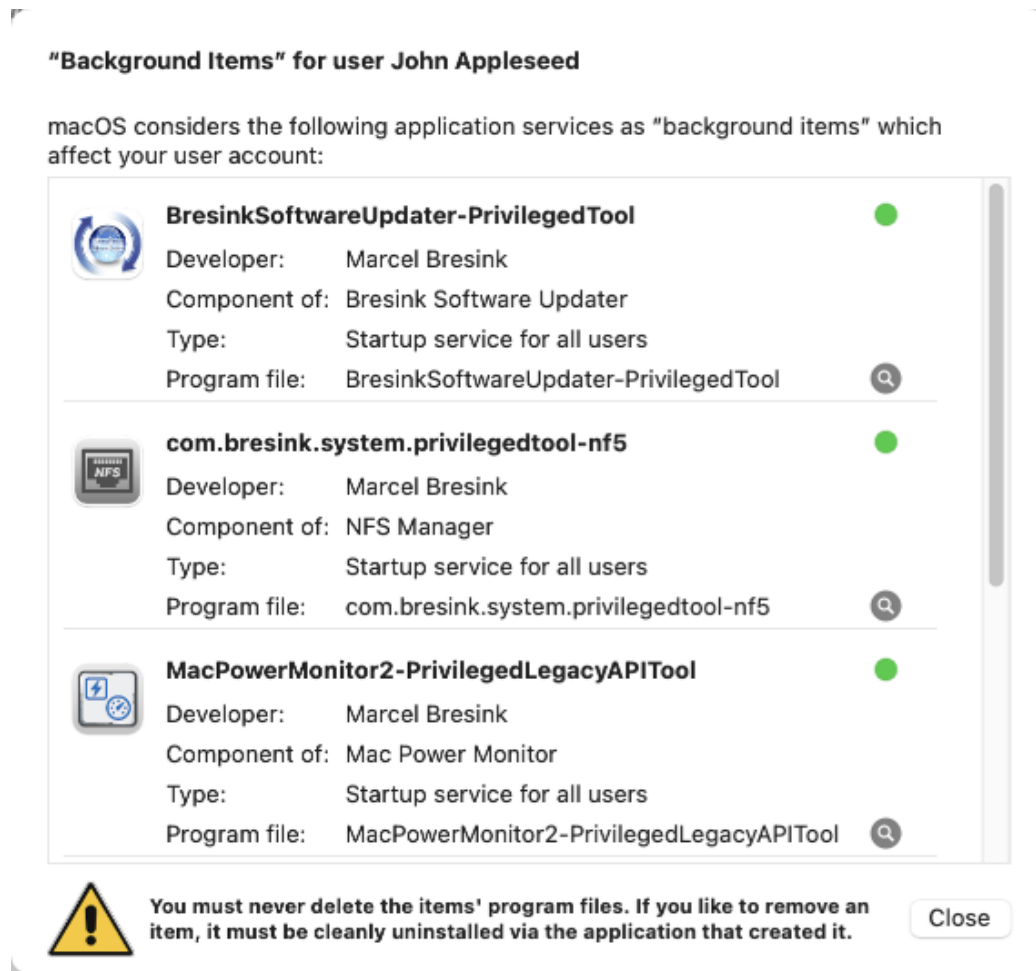 “Background Items” for user John Appleseed
macOS considers the following application services as “background items” which
affect your user account:
BresinkSoftwareUpdater-PrivilegedTool
Developer: Marcel Bresink
Component of: Bresink Software Updater
Type: Startup service for all users
Program file: BresinkSoftwareUpdater-PrivilegedTool
NFS
com.bresink.system.privilegedtool-nf5
Developer: Marcel Bresink
Component of: NFS Manager
Type: Startup service for all users
Program file: com.bresink.system.privilegedtool-nf5
MacPowerMonitor2-PrivilegedLegacyAPITool
Developer: Marcel Bresink
Component of: Mac Power Monitor
Type: Startup service for all users
Program file: MacPowerMonitor2-PrivilegedLegacyAPITool
You must never delete the items' program files. If you like to remove an
item, it must be cleanly uninstalled via the application that created it.
Close